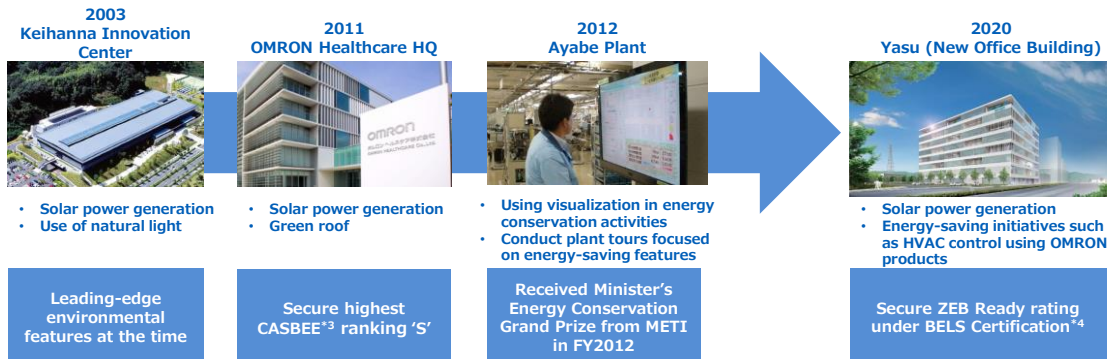 2003
Keihanna Innovation
Center
2011
OMRON Healthcare HQ
2012
Ayabe Plant
2020
Yasu (New Office Building)
OMRON
• Solar power generation
• Use of natural light
• Solar power generation
• Green roof
• Using visualization in energy
conservation activities
• Conduct plant tours focused
on energy-saving features
• Solar power generation
• Energy-saving initiatives such
as HVAC control using OMRON
products
Leading-edge
environmental
features at the time
Secure highest
CASBEE*3 ranking ‘S’
Received Minister’s
Energy Conservation
Grand Prize from METI
in FY2012
Secure ZEB Ready rating
under BELS Certification*4